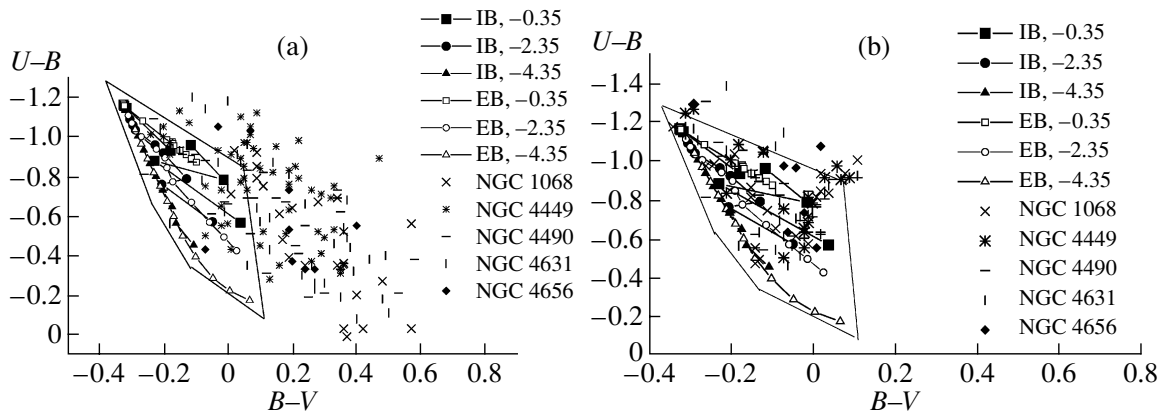 (a)
U–B
–1.2
–1.0
–0.8
–0.6
–0.4
–0.2
0
–0.4 –0.2 0 0.2 0.4 0.6 0.8
B–V
IB, –0.35
IB, –2.35
IB, –4.35
EB, –0.35
EB, –2.35
EB, –4.35
NGC 1068
NGC 4449
NGC 4490
NGC 4631
NGC 4656
(b)
U–B
–1.4
–1.2
–1.0
–0.8
–0.6
–0.4
–0.2
0
–0.4 –0.2 0 0.2 0.4 0.6 0.8
B–V
IB, –0.35
IB, –2.35
IB, –4.35
EB, –0.35
EB, –2.35
EB, –4.35
NGC 1068
NGC 4449
NGC 4490
NGC 4631
NGC 4656